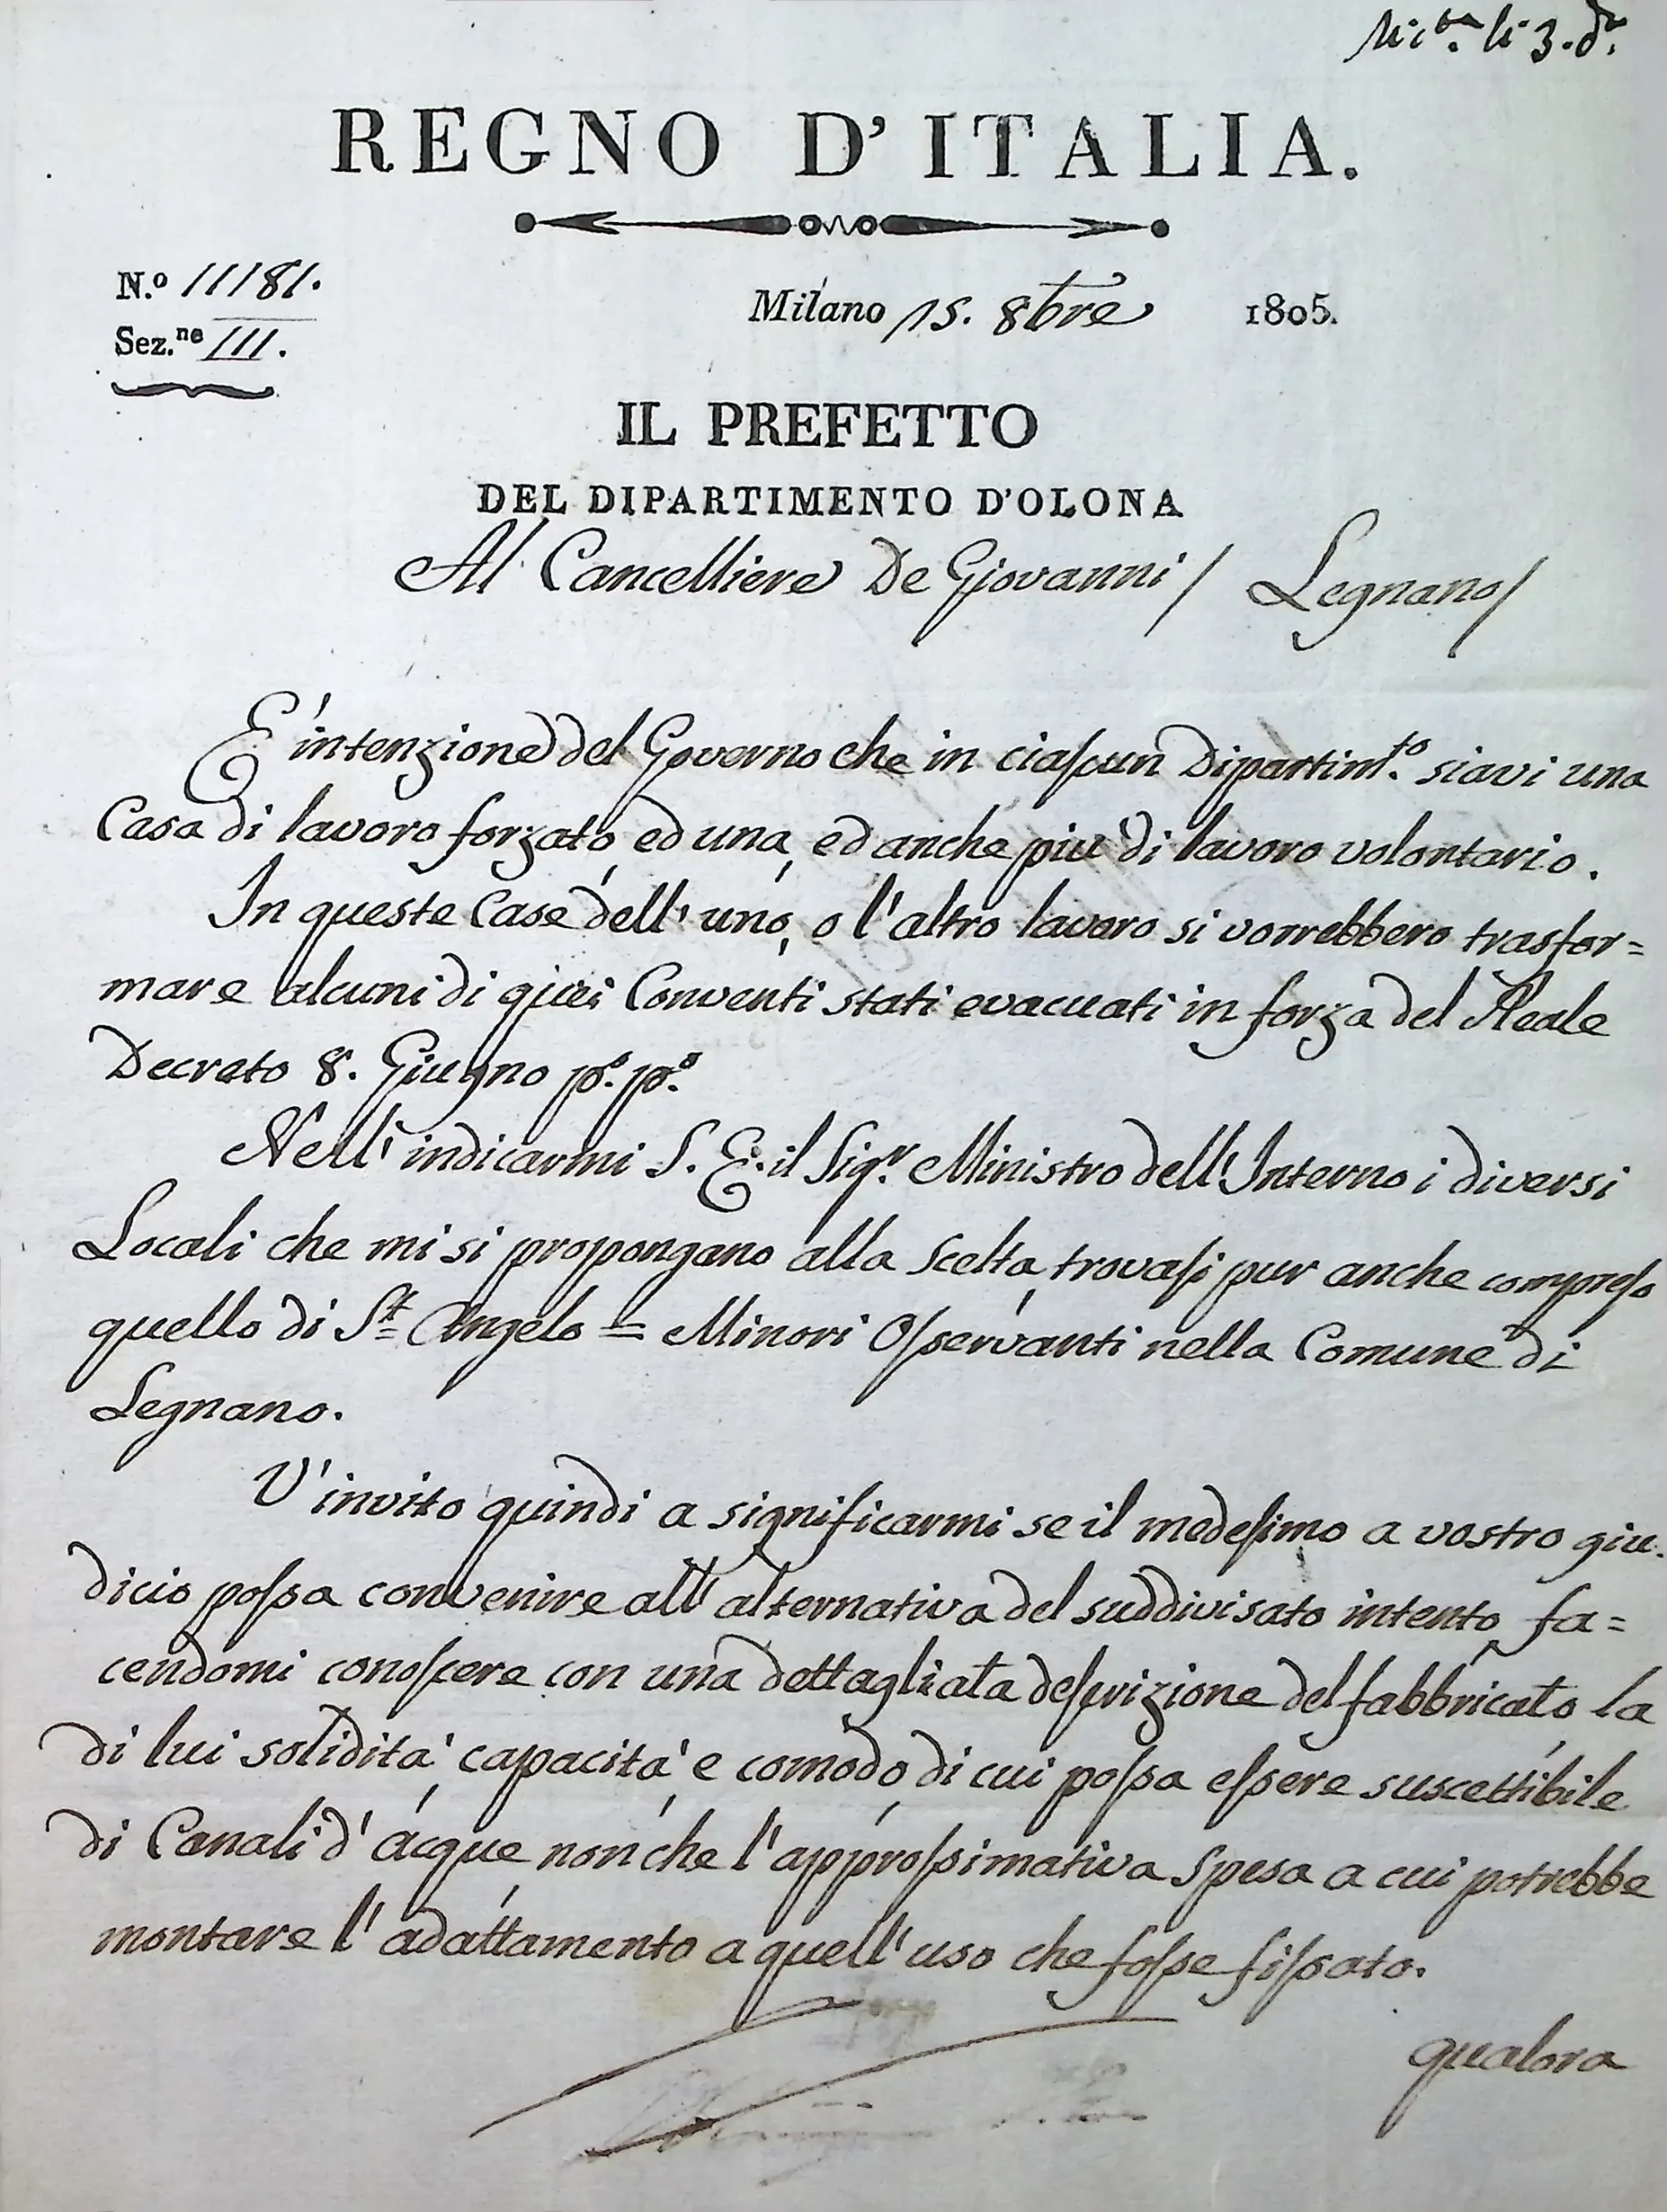 li 3. d.
REGNO D'ITALIA.
N.º 11181.
Milano 15. 8bre 1805.
Sez.ne III.
IL PREFETTO
DEL DIPARTIMENTO D'OLONA
Al Cancelliere De Giovanni / Legnano /
E' intenzione del Governo che in ciascun Dipartim.to siavi una
Casa di lavoro forzato, ed una, ed anche più di lavoro volontario.
In queste Case dell' uno, o l'altro lavoro si vorrebbero trasfor=
mare alcuni di quei Conventi stati evacuati in forza del Reale
Decreto 8. Giugno po. po.
Nell' indicarmi S. E. il Sig.r Ministro dell' Interno i diversi
Locali che mi si propongano alla Scelta, trovasi pur anche compreso
quello di St. Angelo = Minori Osservanti nella Comune di
Legnano.
V' invito quindi a significarmi se il medesimo a vostro giu=
dicio possa convenire all' alternativa del suddivisato intento, fa=
cendomi conoscere con una dettagliata descrizione del fabbricato, la
di lui solidità, capacità, e comodo, di cui possa essere suscettibile
di Canali d' acque, non che l' approssimativa Spesa a cui potrebbe
montare l' adattamento a quell' uso che fosse fissato.
qualora